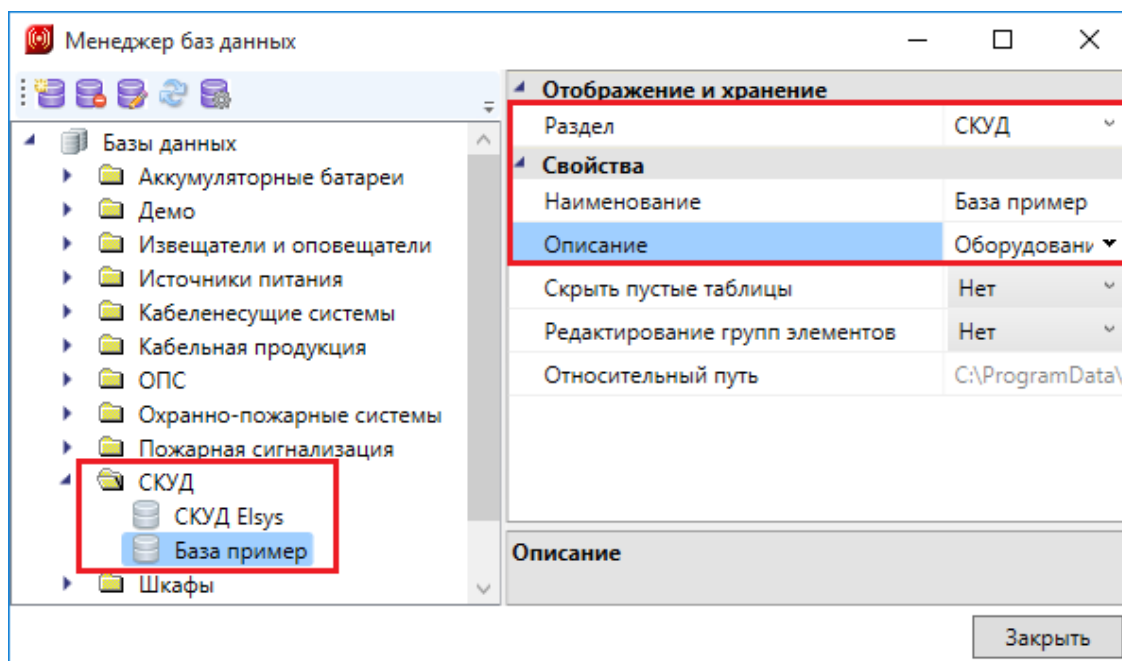 Менеджер баз данных
Базы данных
Аккумуляторные батареи
Демо
Извещатели и оповещатели
Источники питания
Кабеленесущие системы
Кабельная продукция
ОПС
Охранно-пожарные системы
Пожарная сигнализация
СКУД
СКУД Elsys
База пример
Шкафы
Отображение и хранение
Раздел СКУД
Свойства
Наименование База пример
Описание Оборудовани
Скрыть пустые таблицы Нет
Редактирование групп элементов Нет
Относительный путь C:\ProgramData\
Описание
Закрыть